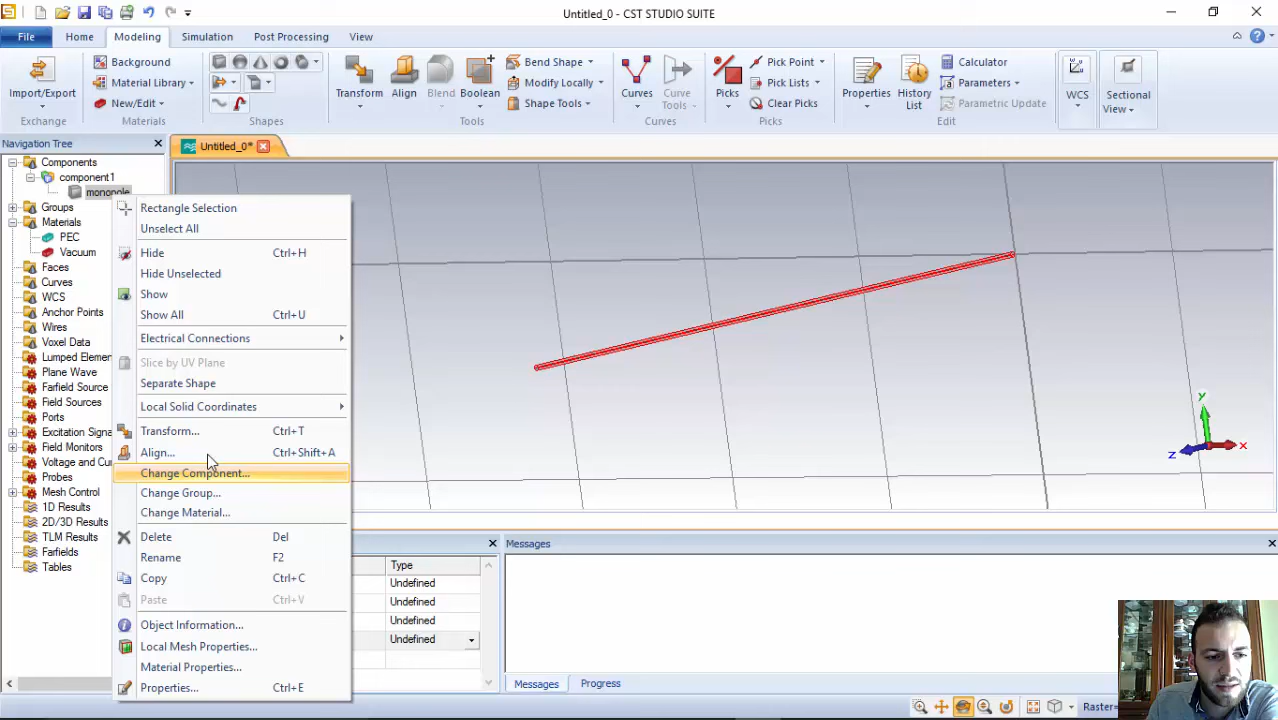 Untitled_0 - CST STUDIO SUITE
File Home Modeling Simulation Post Processing View
Import/Export
Exchange
Background
Material Library
New/Edit
Materials
Shapes
Transform Align Blend Boolean
Bend Shape
Modify Locally
Shape Tools
Tools
Curves Curve Tools
Curves
Picks
Pick Point
Pick Lists
Clear Picks
Picks
Properties History List
Calculator
Parameters
Parametric Update
Edit
WCS
Sectional View
Navigation Tree
Untitled_0*
Components
component1
monopole
Groups
Materials
PEC
Vacuum
Faces
Curves
WCS
Anchor Points
Wires
Voxel Data
Lumped Elemen
Plane Wave
Farfield Source
Field Sources
Ports
Excitation Signa
Field Monitors
Voltage and Cur
Probes
Mesh Control
1D Results
2D/3D Results
TLM Results
Farfields
Tables
Rectangle Selection
Unselect All
Hide Ctrl+H
Hide Unselected
Show
Show All Ctrl+U
Electrical Connections
Slice by UV Plane
Separate Shape
Local Solid Coordinates
Transform... Ctrl+T
Align... Ctrl+Shift+A
Change Component...
Change Group...
Change Material...
Delete Del
Rename F2
Copy Ctrl+C
Paste Ctrl+V
Object Information...
Local Mesh Properties...
Material Properties...
Properties... Ctrl+E
Y
X
Z
Type
Undefined
Undefined
Undefined
Undefined
Messages
Messages Progress
Raster=